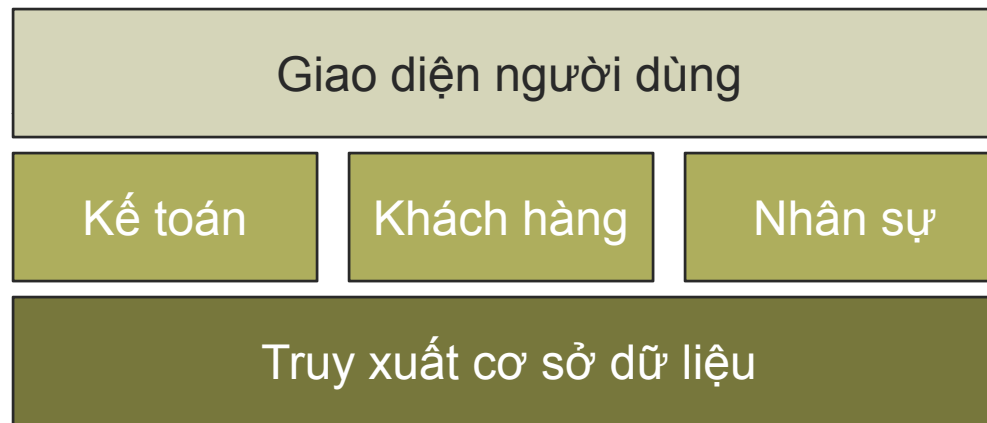 Giao diện người dùng
Kế toán
Khách hàng
Nhân sự
Truy xuất cơ sở dữ liệu